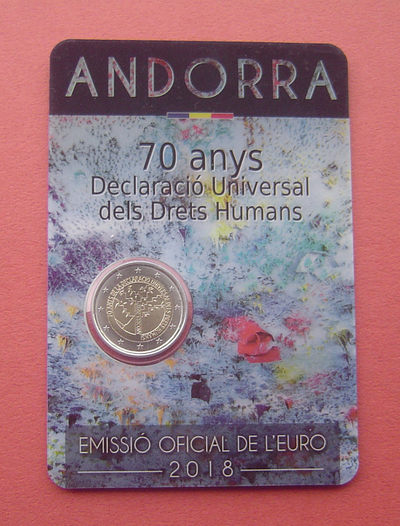 ANDORRA
70 anys
Declaració Universal
dels Drets Humans
EMISSIÓ OFICIAL DE L'EURO
2018